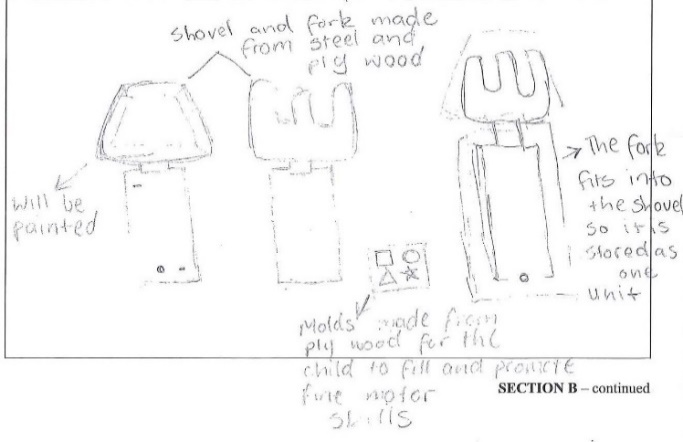 Shovel and fork made
from steel and
ply wood
will be
painted
The fork
fits into
the shovel
so it is
stored as
one
unit
Molds made from
ply wood for the
child to fill and promote
fine motor
skills
SECTION B – continued